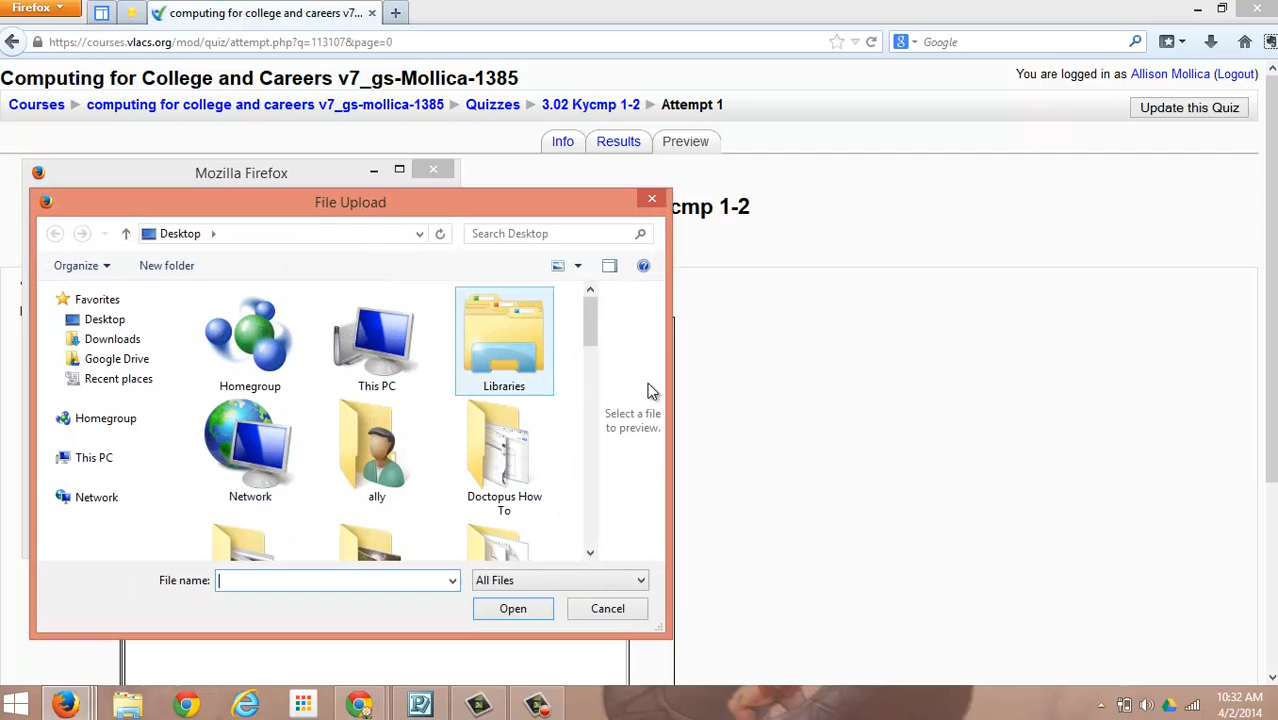 Firefox
computing for college and careers v7...
https://courses.vlacs.org/mod/quiz/attempt.php?q=113107&page=0
Google
Computing for College and Careers v7_gs-Mollica-1385
You are logged in as Allison Mollica (Logout)
Courses ► computing for college and careers v7_gs-mollica-1385 ► Quizzes ► 3.02 Kycmp 1-2 ► Attempt 1
Update this Quiz
Info Results Preview
Mozilla Firefox
cmp 1-2
File Upload
Desktop
Search Desktop
Organize
New folder
Favorites
Desktop
Downloads
Google Drive
Recent places
Homegroup
This PC
Network
Homegroup
This PC
Libraries
Network
ally
Doctopus How
To
Select a file
to preview.
File name:
All Files
Open
Cancel
10:32 AM
4/2/2014